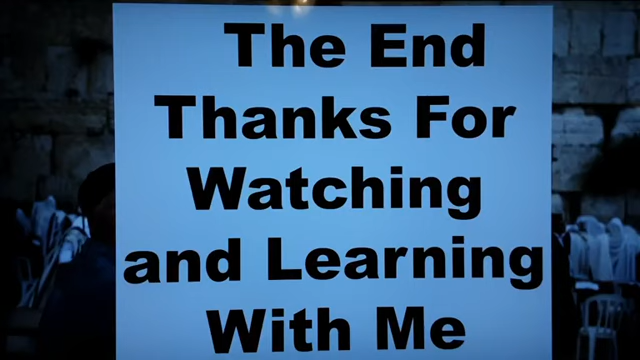 The End
Thanks For
Watching
and Learning
With Me